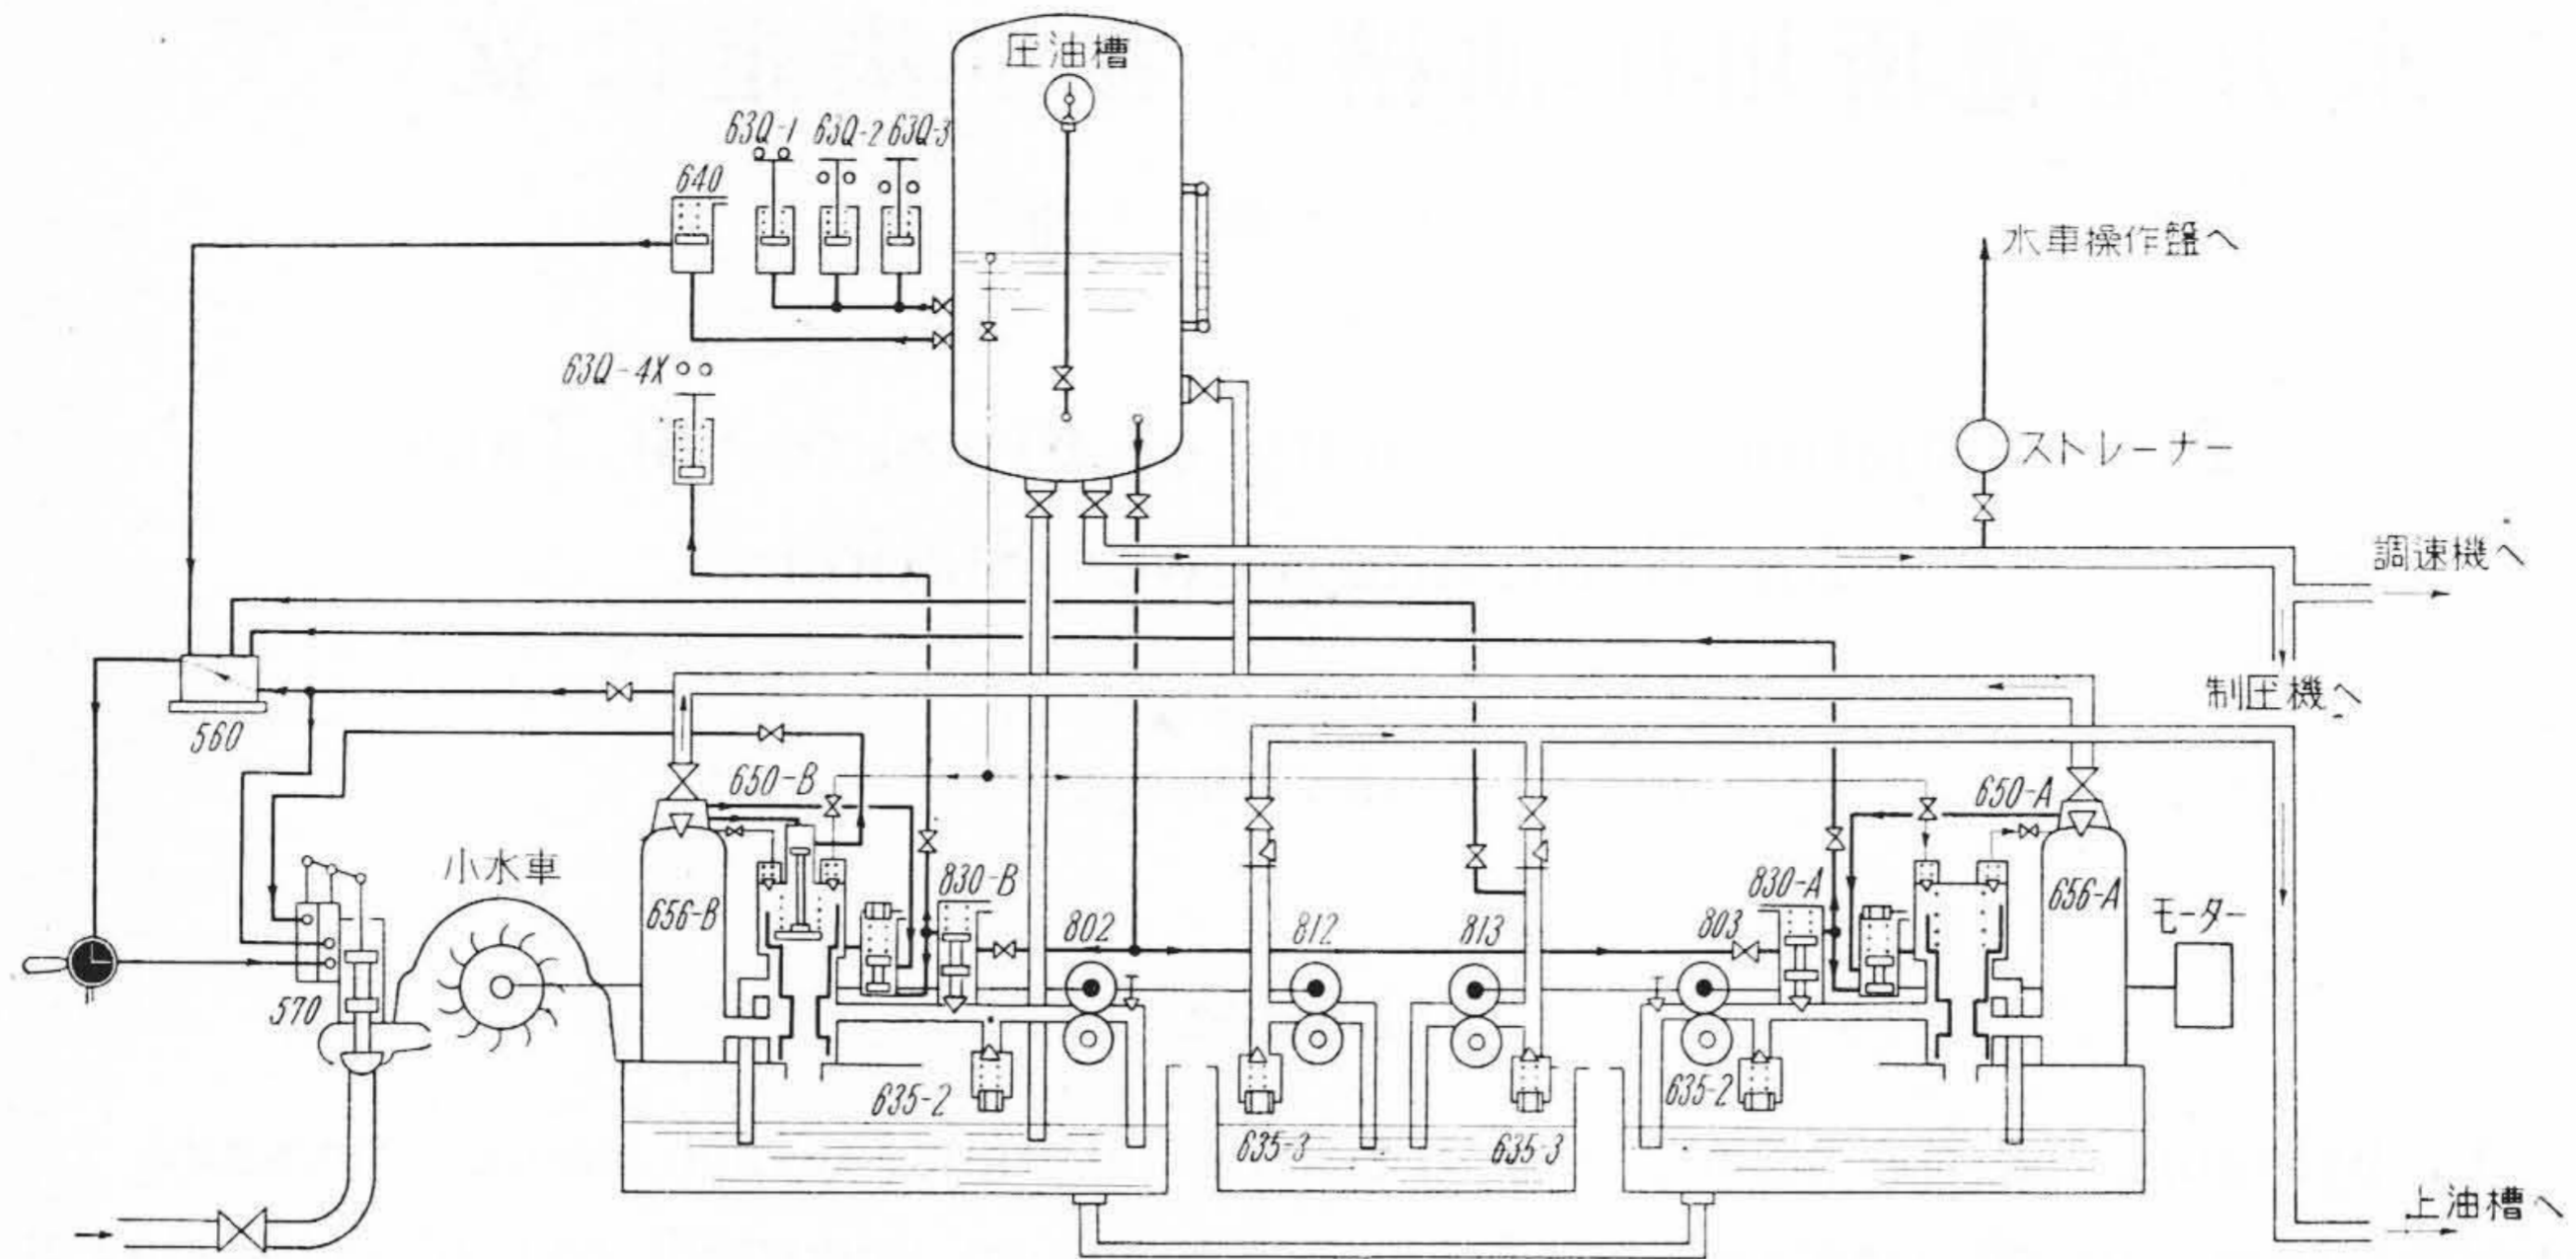 圧油槽
63Q-1
63Q-2
63Q-3
640
水車操作盤へ
63Q-4X
ストレーナー
調速機へ
制圧機へ
560
650-B
650-A
小水車
656-B
830-B
802
812
813
803
830-A
656-A
モーター
570
635-2
635-3
635-3
635-2
上油槽へ